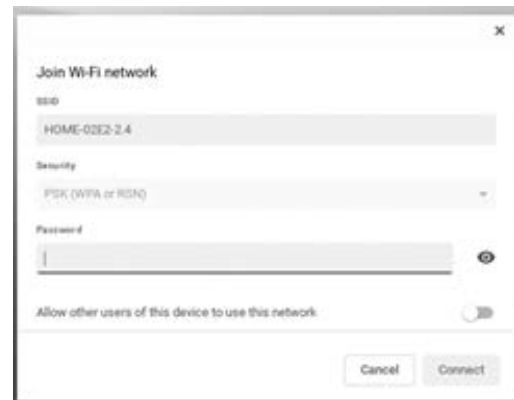 Join Wi-Fi network
SSID
HOME-02E2-2.4
Security
PSK (WPA or RSN)
Password
Allow other users of this device to use this network
Cancel
Connect